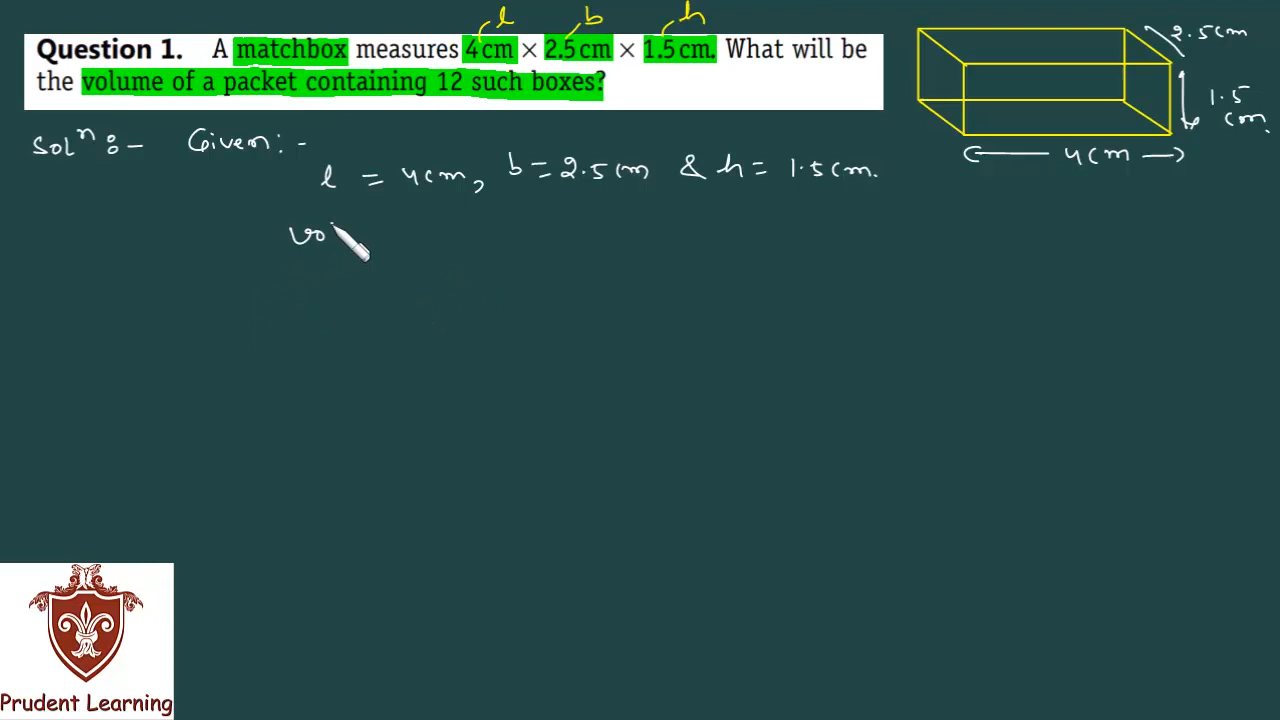 l b h
Question 1. A matchbox measures 4 cm × 2.5 cm × 1.5 cm. What will be
the volume of a packet containing 12 such boxes?
2.5cm
1.5
cm.
4cm
Solⁿ :- Given :-
l = 4cm, b = 2.5cm & h = 1.5cm.
Vo
Prudent Learning